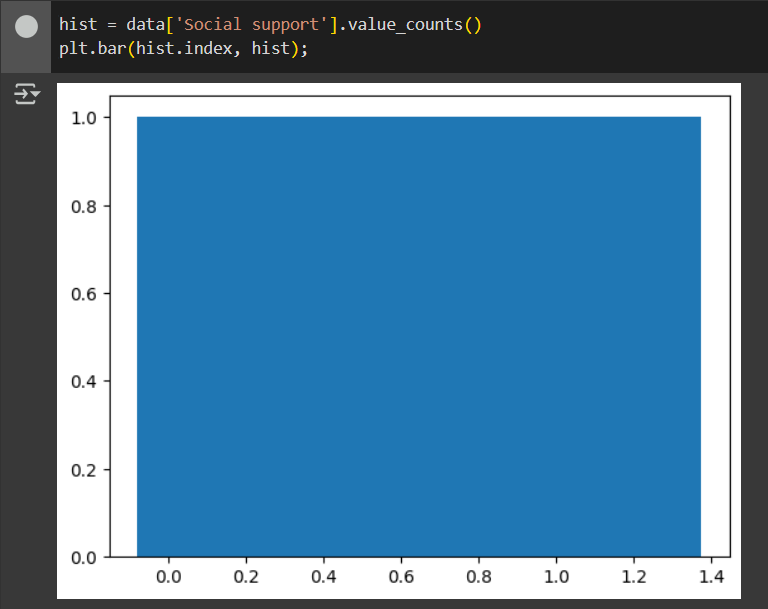 hist = data['Social support'].value_counts()
plt.bar(hist.index, hist);
1.0
0.8
0.6
0.4
0.2
0.0
0.0 0.2 0.4 0.6 0.8 1.0 1.2 1.4